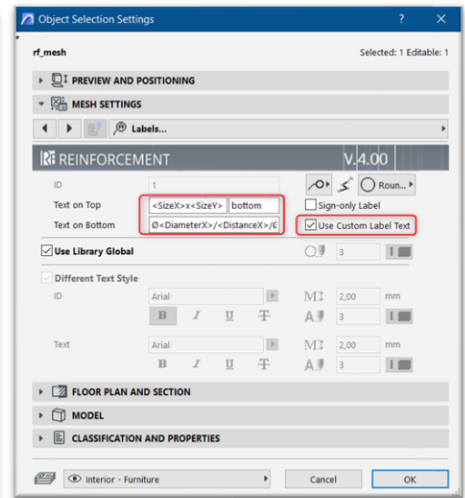 Object Selection Settings ? ×
rf_mesh Selected: 1 Editable: 1
PREVIEW AND POSITIONING
MESH SETTINGS
Labels...
REINFORCEMENT V.4.00
ID 1 Roun...
Text on Top <SizeX>x<SizeY> bottom Sign-only Label
Text on Bottom Ø<DiameterX>/<DistanceX>/ Use Custom Label Text
Use Library Global 3
Different Text Style
ID Arial 2,00 mm
B I U T A 3
Text Arial 2,00 mm
B I U T A 3
FLOOR PLAN AND SECTION
MODEL
CLASSIFICATION AND PROPERTIES
Interior - Furniture Cancel OK